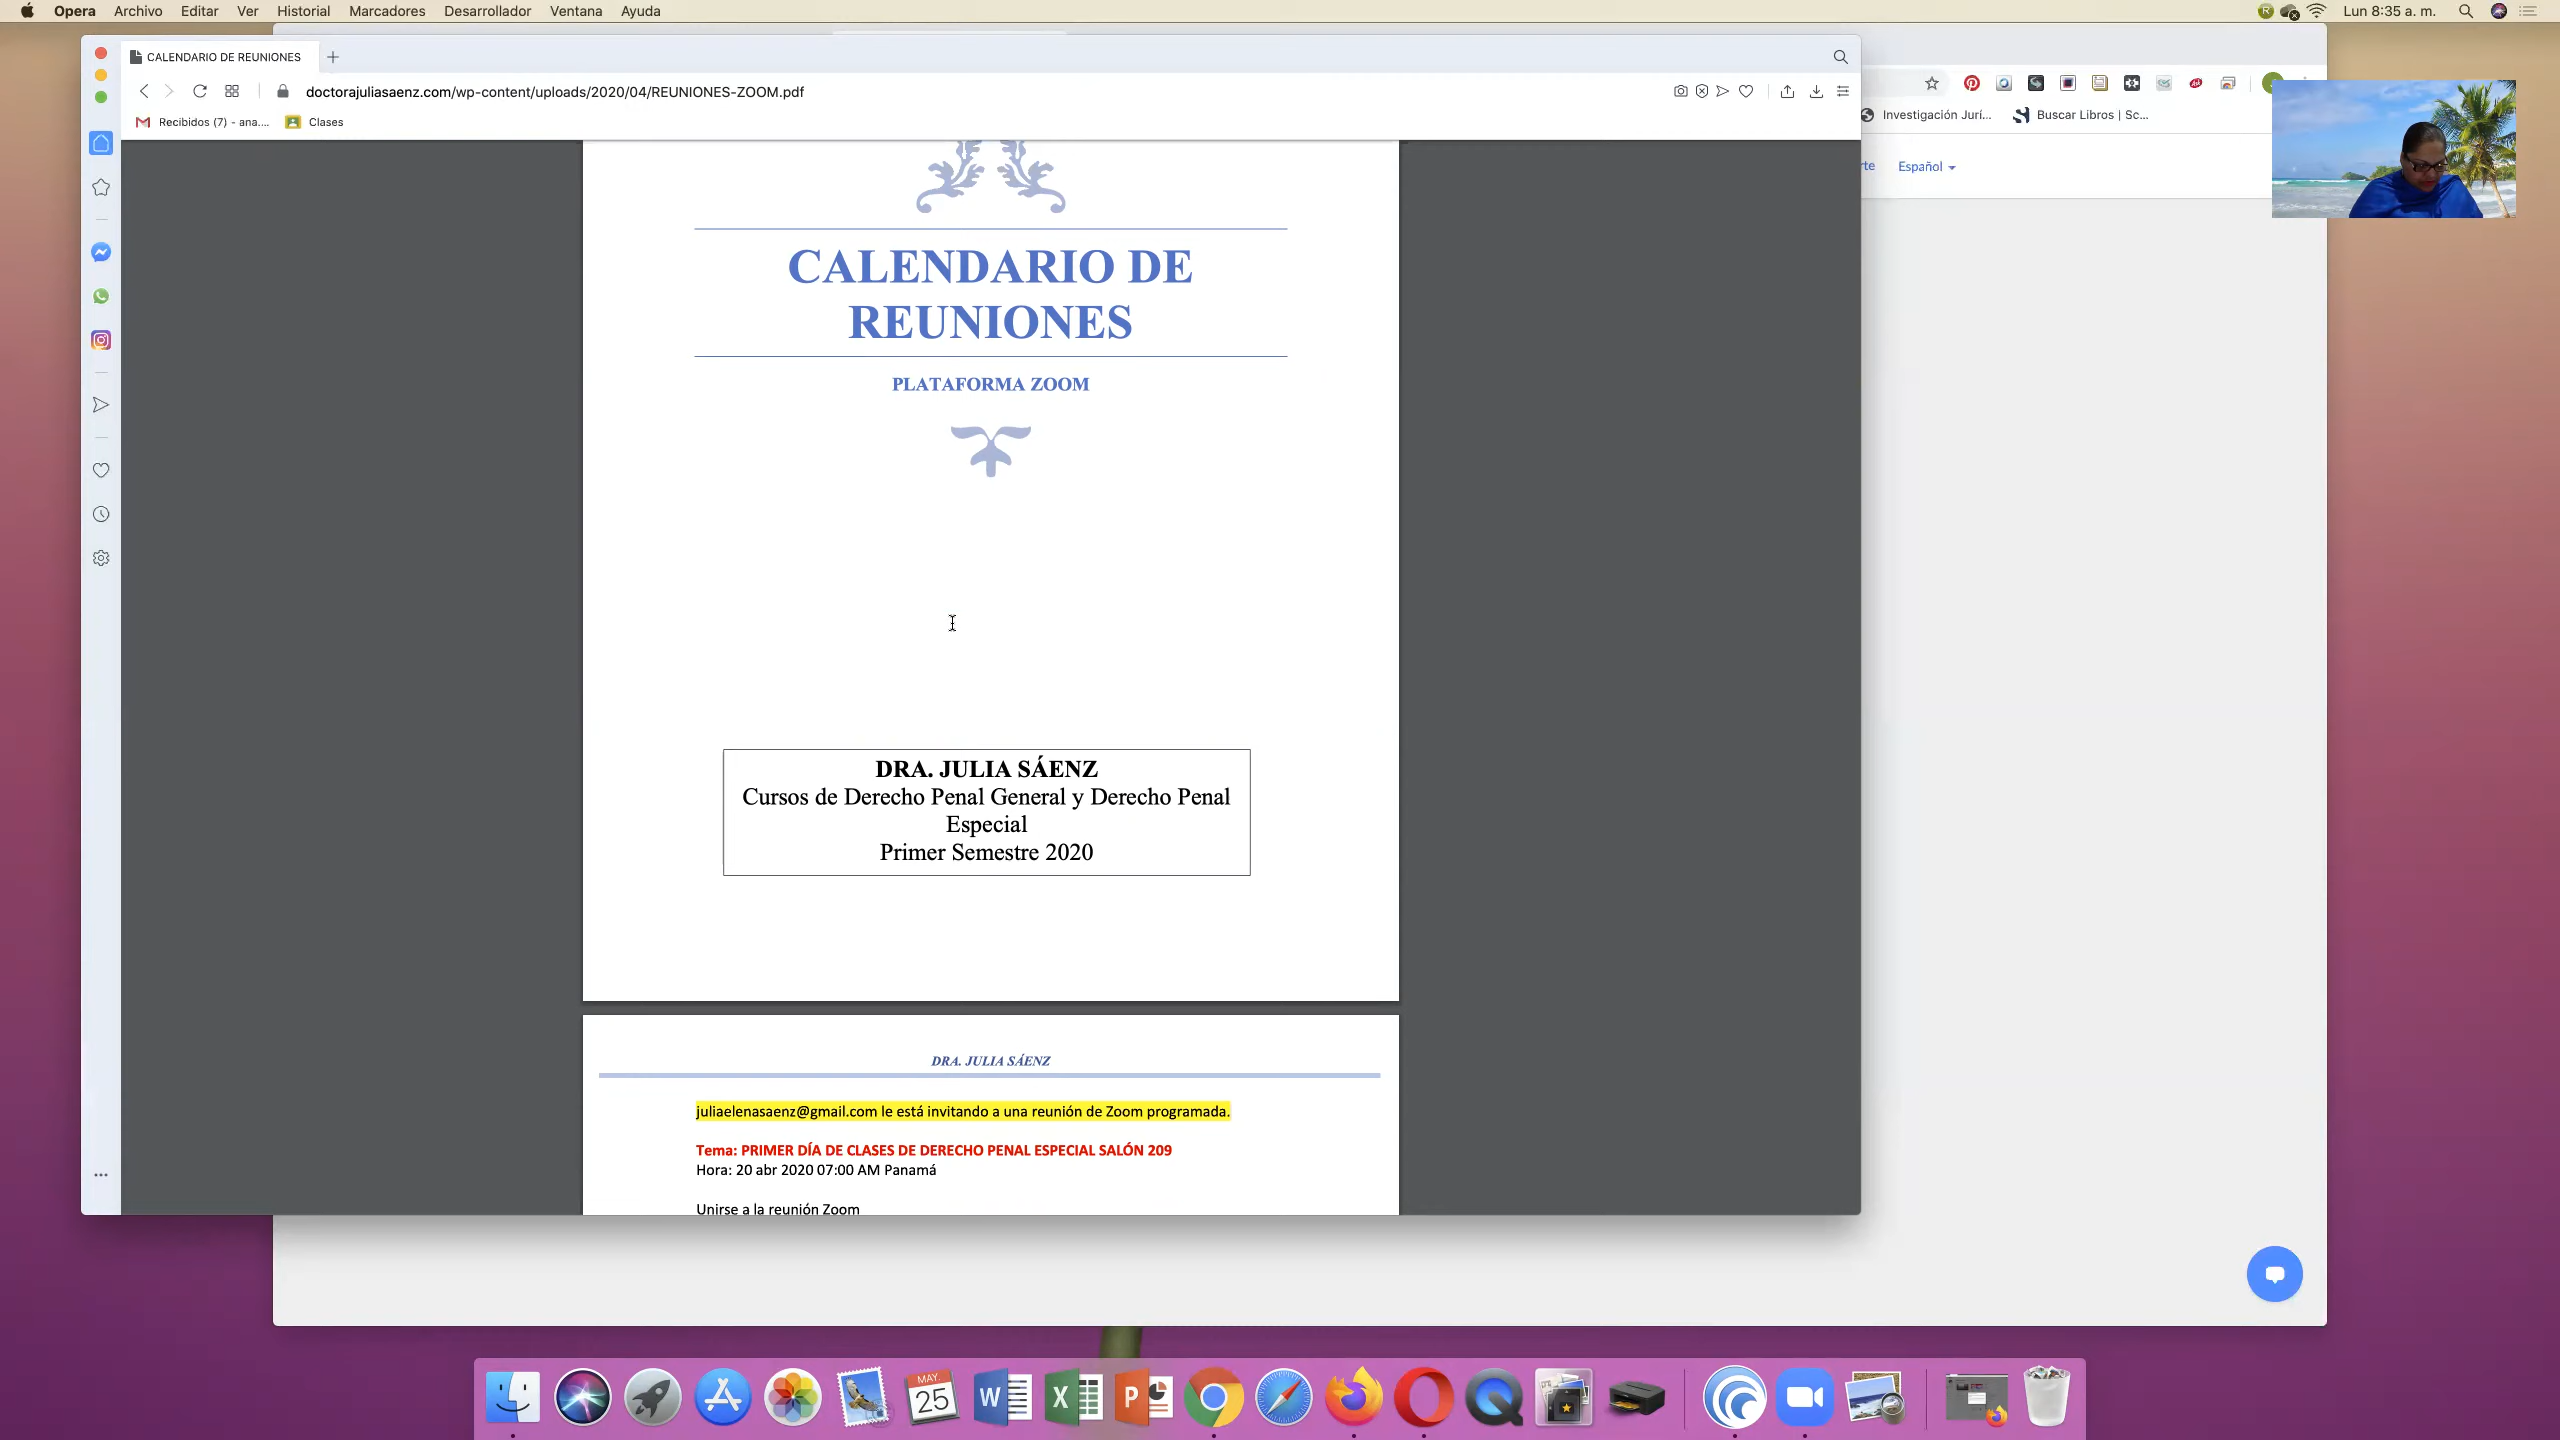 Opera Archivo Editar Ver Historial Marcadores Desarrollador Ventana Ayuda
Lun 8:35 a. m.
CALENDARIO DE REUNIONES
doctorajuliasaenz.com/wp-content/uploads/2020/04/REUNIONES-ZOOM.pdf
Recibidos (7) - ana.... Clases
Investigación Jurí... Buscar Libros | Sc...
rte Español
CALENDARIO DE
REUNIONES
PLATAFORMA ZOOM
DRA. JULIA SÁENZ
Cursos de Derecho Penal General y Derecho Penal
Especial
Primer Semestre 2020
DRA. JULIA SÁENZ
juliaelenasaenz@gmail.com le está invitando a una reunión de Zoom programada.
Tema: PRIMER DÍA DE CLASES DE DERECHO PENAL ESPECIAL SALÓN 209
Hora: 20 abr 2020 07:00 AM Panamá
Unirse a la reunión Zoom
MAY
25
W X P